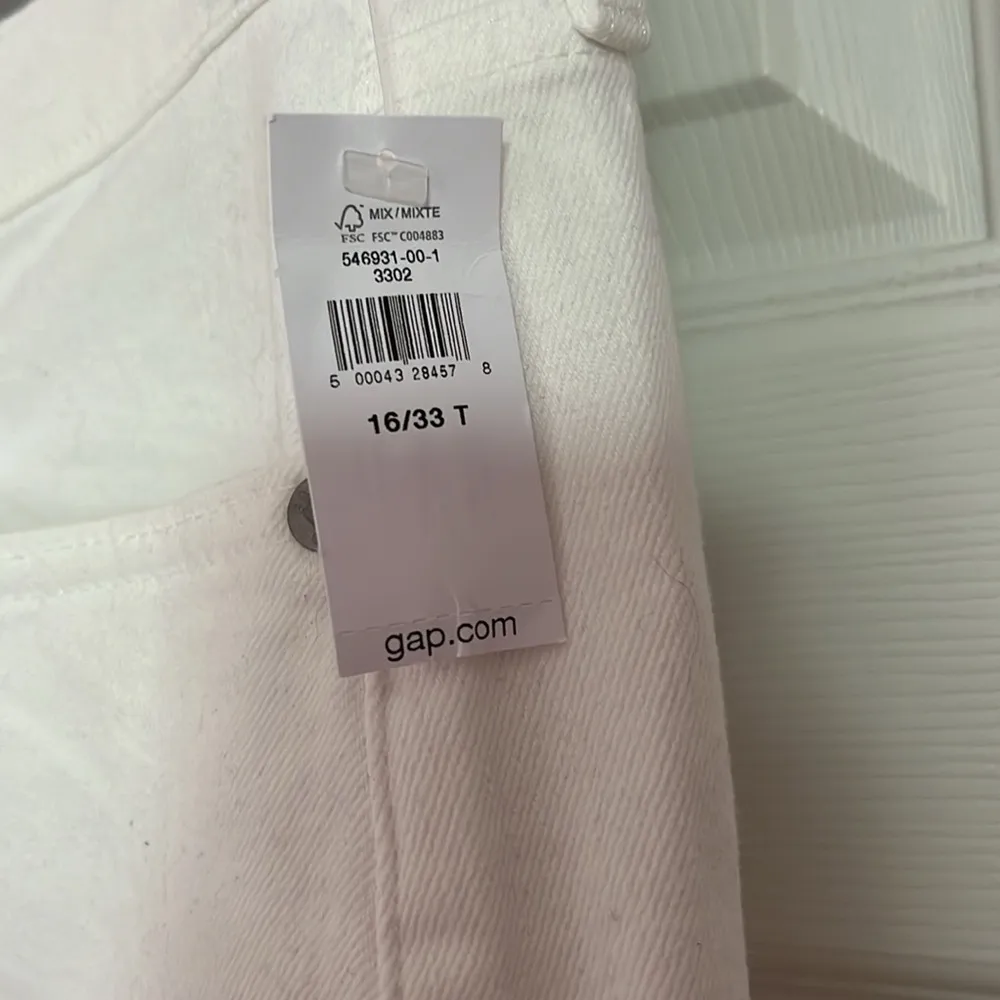 MIX / MIXTE
FSC FSC™ C004883
546931-00-1
3302
5 00043 28457 8
16/33 T
gap.com